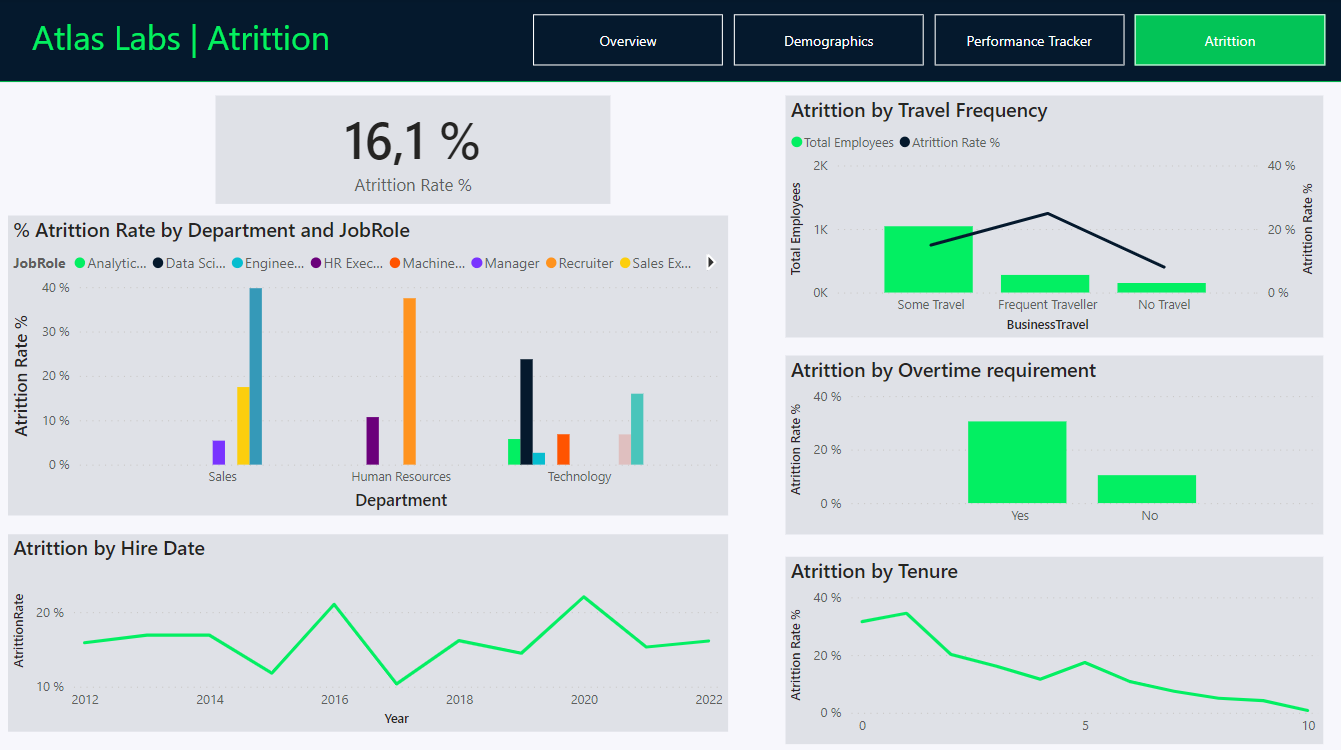 Atlas Labs | Atrittion
Overview
Demographics
Performance Tracker
Atrittion
16,1 %
Atrittion Rate %
% Atrittion Rate by Department and JobRole
JobRole Analytic... Data Sci... Enginee... HR Exec... Machine... Manager Recruiter Sales Ex...
Atrittion Rate %
40 %
30 %
20 %
10 %
0 %
Sales Human Resources Technology
Department
Atrittion by Hire Date
AtrittionRate
20 %
10 %
2012 2014 2016 2018 2020 2022
Year
Atrittion by Travel Frequency
Total Employees Atrittion Rate %
Total Employees
2K
1K
0K
40 %
20 %
0 %
Atrittion Rate %
Some Travel Frequent Traveller No Travel
BusinessTravel
Atrittion by Overtime requirement
Atrittion Rate %
40 %
20 %
0 %
Yes No
Atrittion by Tenure
Atrittion Rate %
40 %
20 %
0 %
0 5 10